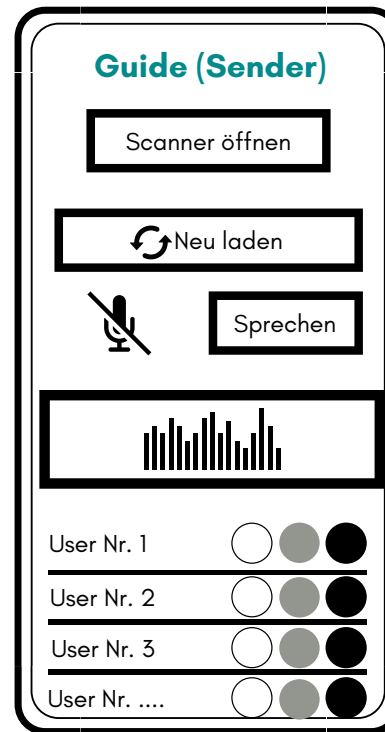 Guide (Sender)
Scanner öffnen
Neu laden
Sprechen
User Nr. 1
User Nr. 2
User Nr. 3
User Nr. ....